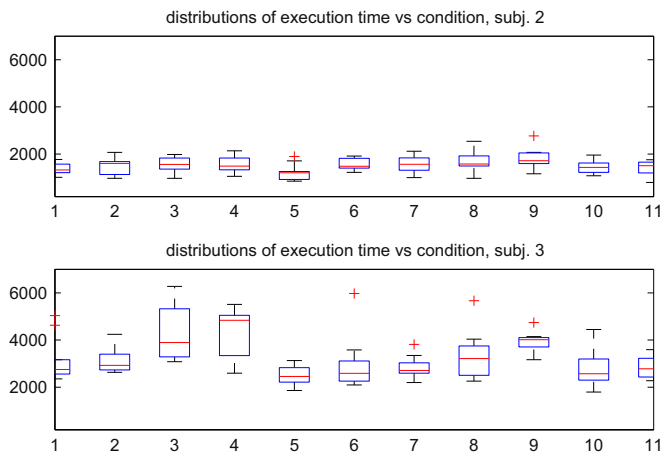 distributions of execution time vs condition, subj. 2
6000
4000
2000
1 2 3 4 5 6 7 8 9 10 11
distributions of execution time vs condition, subj. 3
6000
4000
2000
1 2 3 4 5 6 7 8 9 10 11